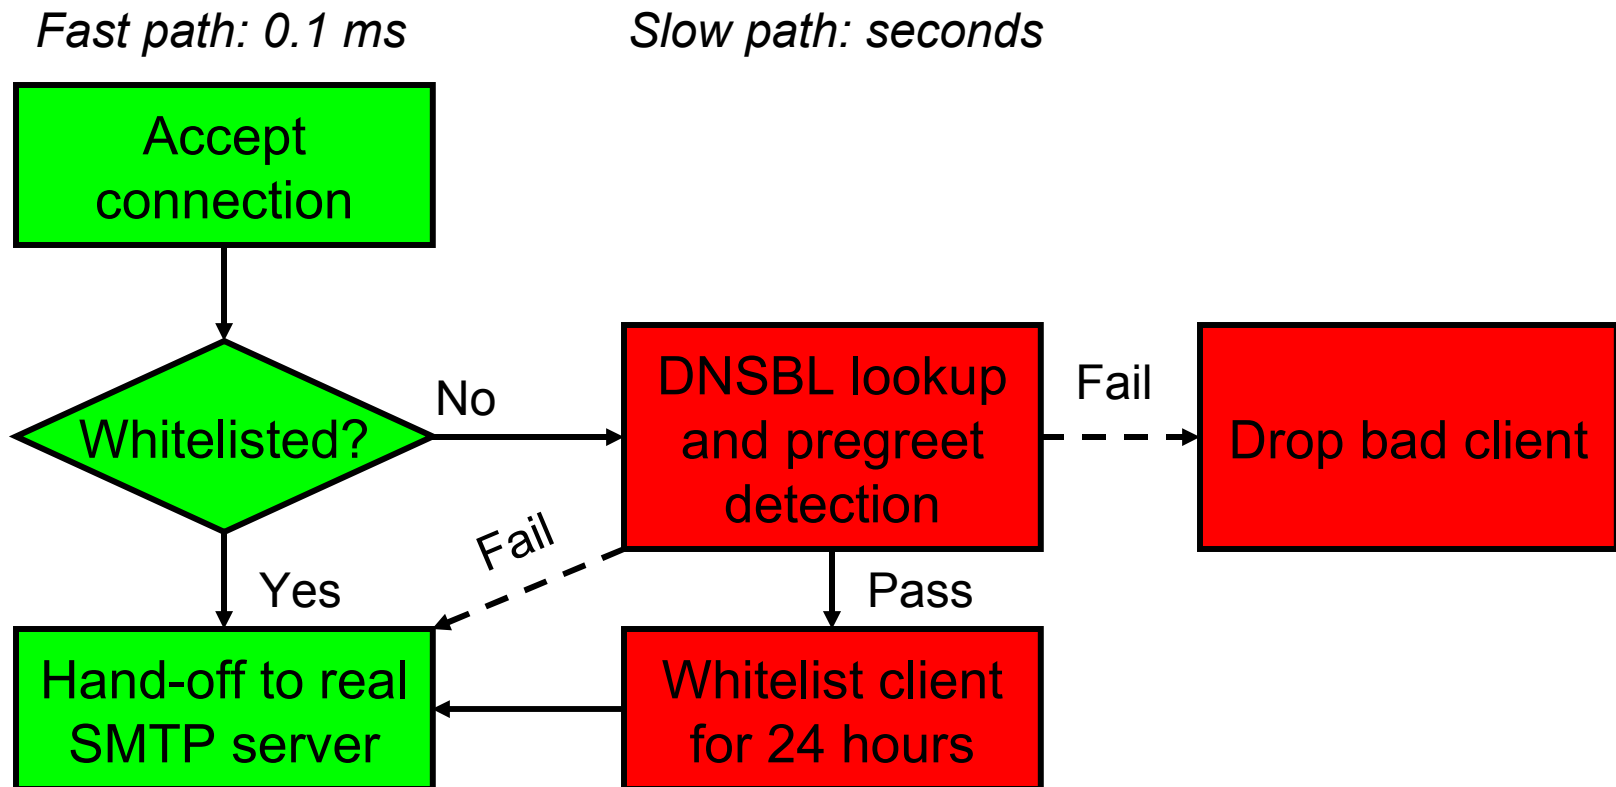 Fast path: 0.1 ms
Slow path: seconds
Accept
connection
Whitelisted?
No
DNSBL lookup
and pregreet
detection
Fail
Drop bad client
Fail
Yes
Pass
Hand-off to real
SMTP server
Whitelist client
for 24 hours